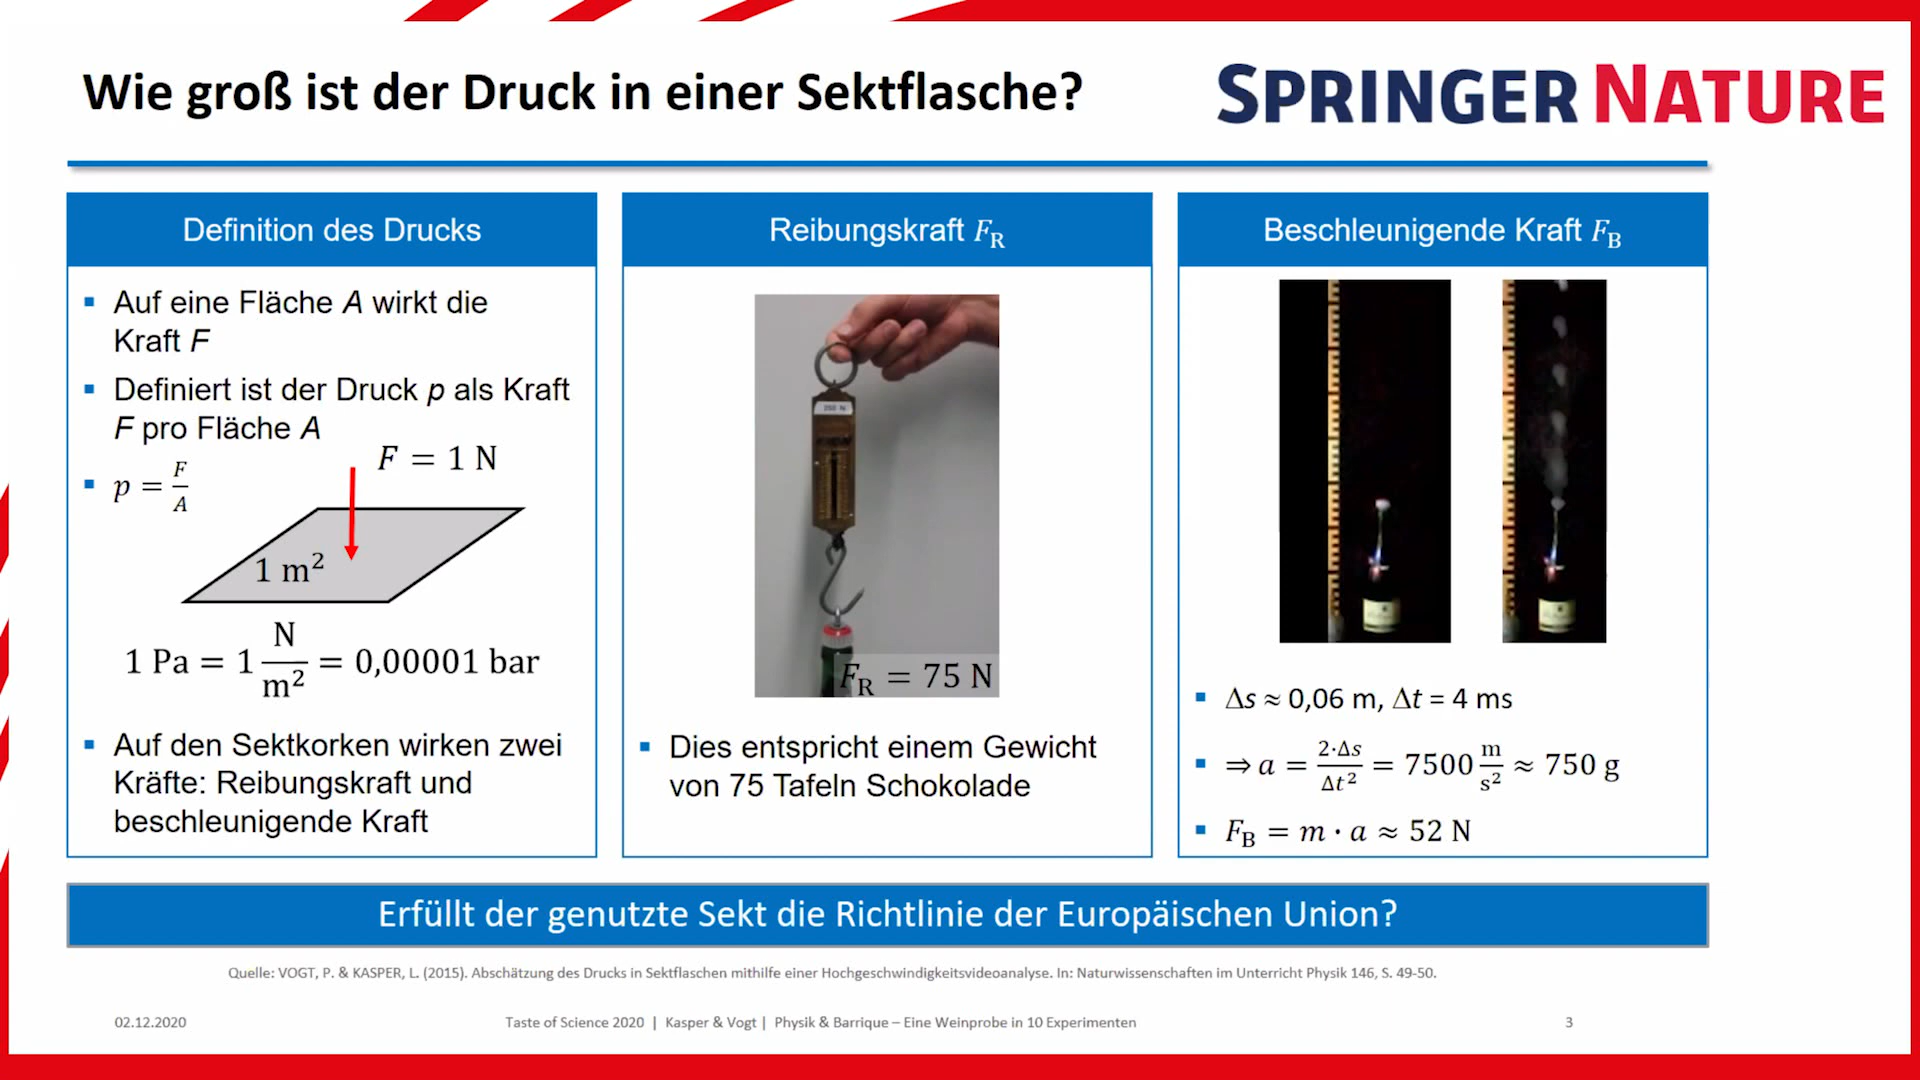 Wie groß ist der Druck in einer Sektflasche?
SPRINGER NATURE
Definition des Drucks
Auf eine Fläche A wirkt die
Kraft F
Definiert ist der Druck p als Kraft
F pro Fläche A
p = F/A
F = 1 N
1 m²
1 Pa = 1 N/m² = 0,00001 bar
Auf den Sektkorken wirken zwei
Kräfte: Reibungskraft und
beschleunigende Kraft
Reibungskraft F_R
F_R = 75 N
Dies entspricht einem Gewicht
von 75 Tafeln Schokolade
Beschleunigende Kraft F_B
Δs ≈ 0,06 m, Δt = 4 ms
⇒ a = 2·Δs/Δt² = 7500 m/s² ≈ 750 g
F_B = m · a ≈ 52 N
Erfüllt der genutzte Sekt die Richtlinie der Europäischen Union?
Quelle: VOGT, P. & KASPER, L. (2015). Abschätzung des Drucks in Sektflaschen mithilfe einer Hochgeschwindigkeitsvideoanalyse. In: Naturwissenschaften im Unterricht Physik 146, S. 49-50.
02.12.2020
Taste of Science 2020 | Kasper & Vogt | Physik & Barrique – Eine Weinprobe in 10 Experimenten
3